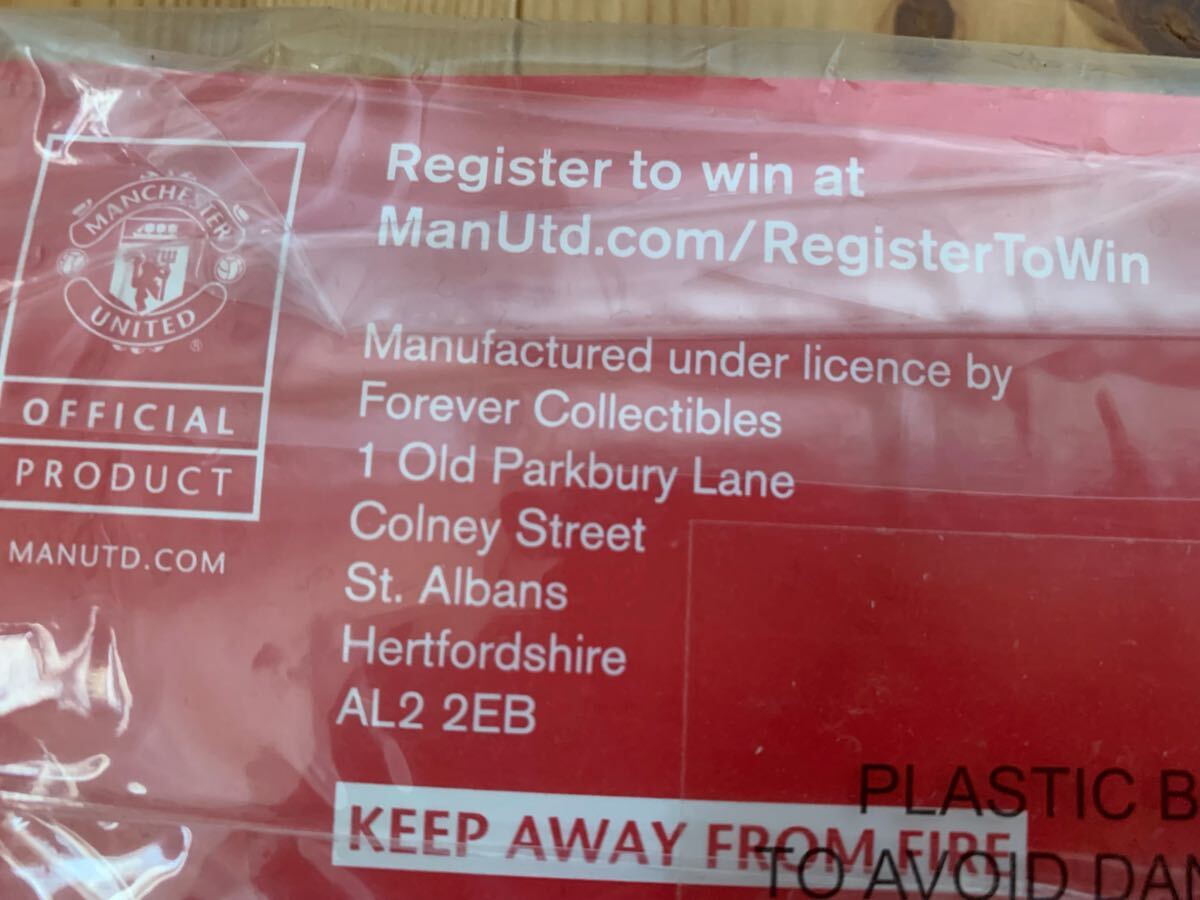 MANCHESTER
UNITED
®
OFFICIAL
PRODUCT
MANUTD.COM
Register to win at
ManUtd.com/RegisterToWin
Manufactured under licence by
Forever Collectibles
1 Old Parkbury Lane
Colney Street
St. Albans
Hertfordshire
AL2 2EB
KEEP AWAY FROM FIRE
PLASTIC B
TO AVOID DAN